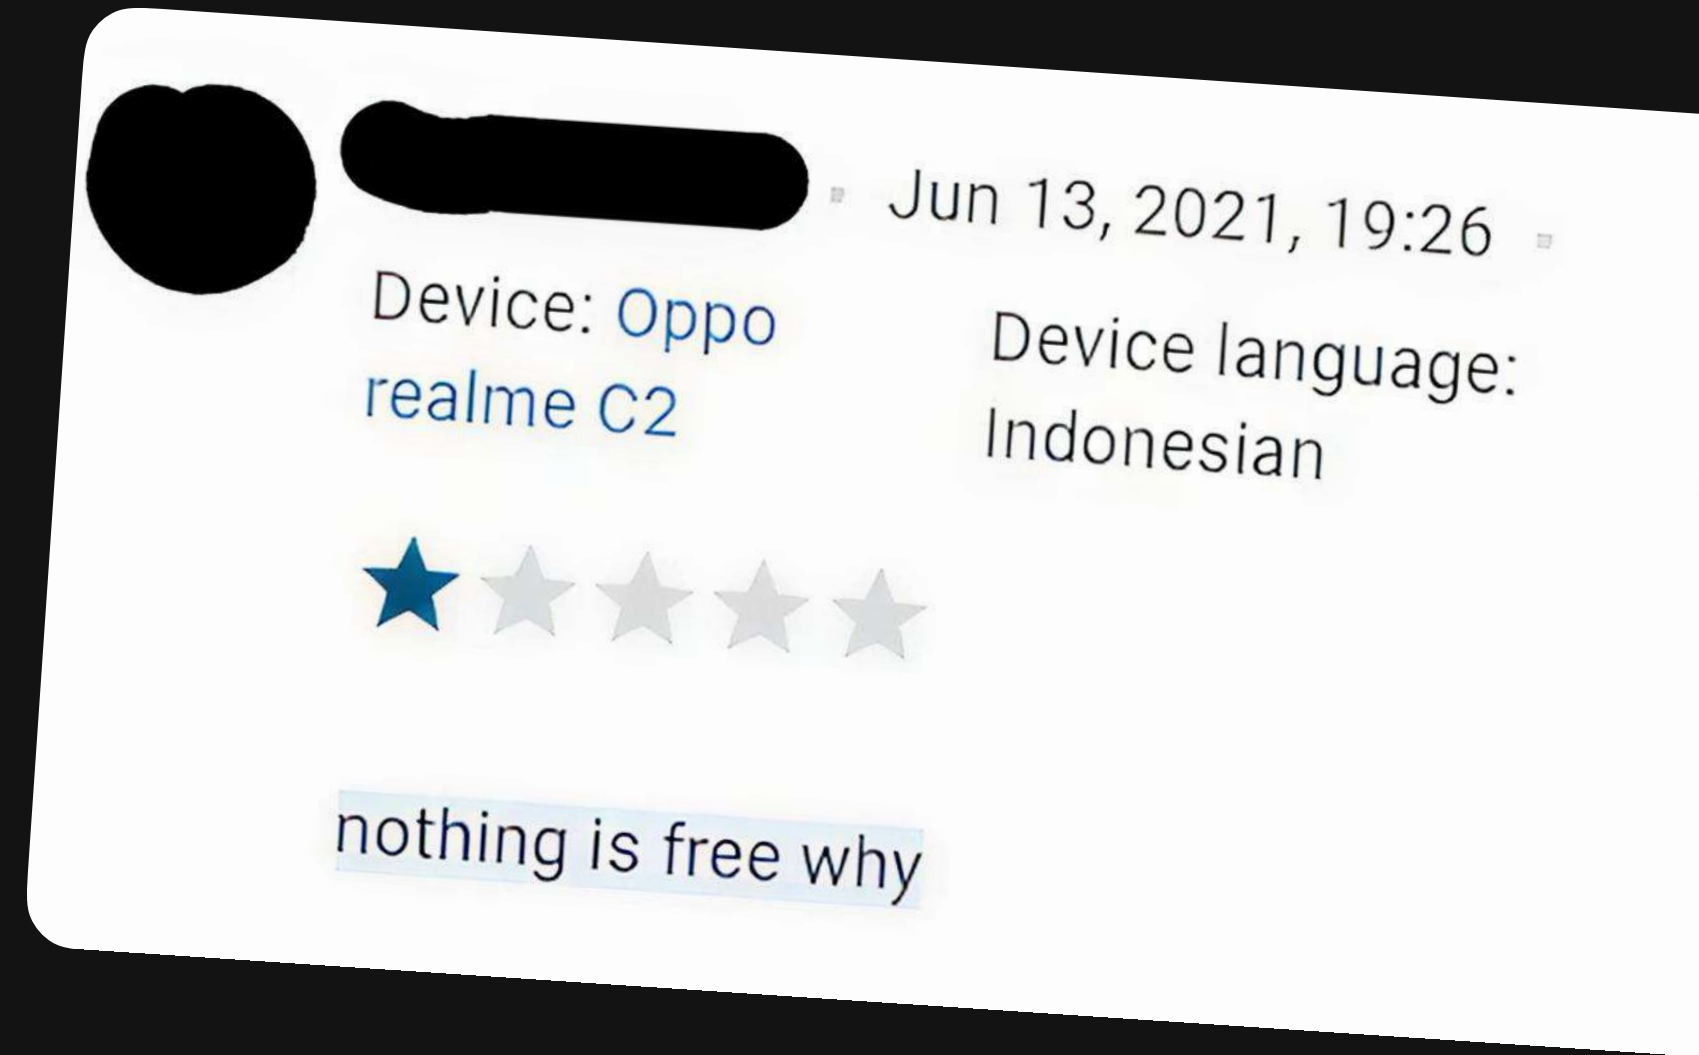 Jun 13, 2021, 19:26
Device: Oppo
realme C2
Device language:
Indonesian
nothing is free why